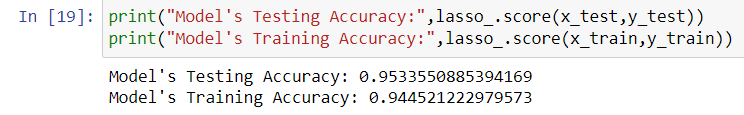 In [19]: print("Model's Testing Accuracy:",lasso_.score(x_test,y_test))
print("Model's Training Accuracy:",lasso_.score(x_train,y_train))
Model's Testing Accuracy: 0.9533550885394169
Model's Training Accuracy: 0.944521222979573